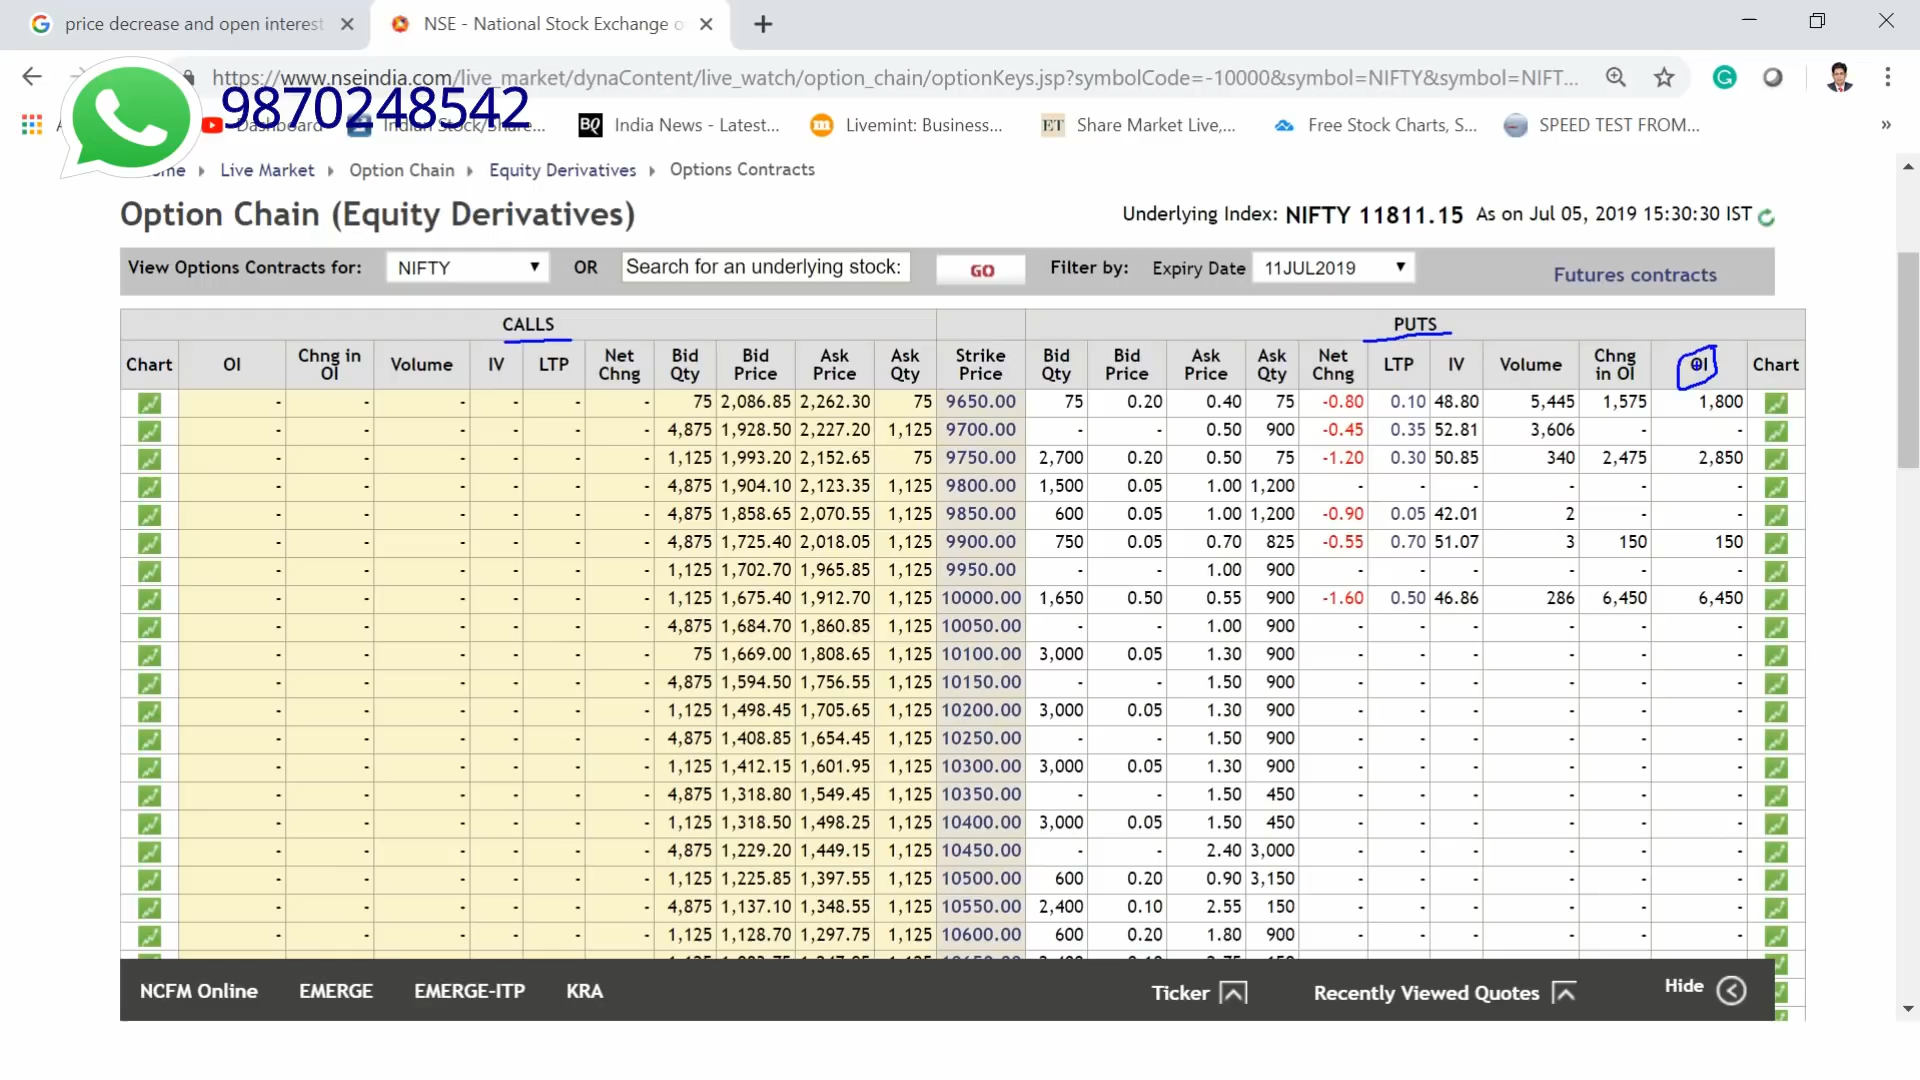 price decrease and open interest
NSE - National Stock Exchange o
https://www.nseindia.com/live_market/dynaContent/live_watch/option_chain/optionKeys.jsp?symbolCode=-10000&symbol=NIFTY&symbol=NIFT...
9870248542
Dashboard Indian Stock/Share... BQ India News - Latest... Livemint: Business... ET Share Market Live,... Free Stock Charts, S... SPEED TEST FROM... »
Live Market Option Chain Equity Derivatives Options Contracts
Option Chain (Equity Derivatives)
Underlying Index: NIFTY 11811.15 As on Jul 05, 2019 15:30:30 IST
View Options Contracts for: NIFTY OR Search for an underlying stock: GO Filter by: Expiry Date 11JUL2019 Futures contracts
CALLS PUTS
Chart OI Chng in OI Volume IV LTP Net Chng Bid Qty Bid Price Ask Price Ask Qty Strike Price Bid Qty Bid Price Ask Price Ask Qty Net Chng LTP IV Volume Chng in OI OI Chart
- - - - - - 75 2,086.85 2,262.30 75 9650.00 75 0.20 0.40 75 -0.80 0.10 48.80 5,445 1,575 1,800
- - - - - - 4,875 1,928.50 2,227.20 1,125 9700.00 - - 0.50 900 -0.45 0.35 52.81 3,606 - -
- - - - - - 1,125 1,993.20 2,152.65 75 9750.00 2,700 0.20 0.50 75 -1.20 0.30 50.85 340 2,475 2,850
- - - - - - 4,875 1,904.10 2,123.35 1,125 9800.00 1,500 0.05 1.00 1,200 - - - - - -
- - - - - - 4,875 1,858.65 2,070.55 1,125 9850.00 600 0.05 1.00 1,200 -0.90 0.05 42.01 2 - -
- - - - - - 4,875 1,725.40 2,018.05 1,125 9900.00 750 0.05 0.70 825 -0.55 0.70 51.07 3 150 150
- - - - - - 1,125 1,702.70 1,965.85 1,125 9950.00 - - 1.00 900 - - - - - -
- - - - - - 1,125 1,675.40 1,912.70 1,125 10000.00 1,650 0.50 0.55 900 -1.60 0.50 46.86 286 6,450 6,450
- - - - - - 4,875 1,684.70 1,860.85 1,125 10050.00 - - 1.00 900 - - - - - -
- - - - - - 75 1,669.00 1,808.65 1,125 10100.00 3,000 0.05 1.30 900 - - - - - -
- - - - - - 4,875 1,594.50 1,756.55 1,125 10150.00 - - 1.50 900 - - - - - -
- - - - - - 1,125 1,498.45 1,705.65 1,125 10200.00 3,000 0.05 1.30 900 - - - - - -
- - - - - - 4,875 1,408.85 1,654.45 1,125 10250.00 - - 1.50 900 - - - - - -
- - - - - - 1,125 1,412.15 1,601.95 1,125 10300.00 3,000 0.05 1.30 900 - - - - - -
- - - - - - 4,875 1,318.80 1,549.45 1,125 10350.00 - - 1.50 450 - - - - - -
- - - - - - 1,125 1,318.50 1,498.25 1,125 10400.00 3,000 0.05 1.50 450 - - - - - -
- - - - - - 4,875 1,229.20 1,449.15 1,125 10450.00 - - 2.40 3,000 - - - - - -
- - - - - - 1,125 1,225.85 1,397.55 1,125 10500.00 600 0.20 0.90 3,150 - - - - - -
- - - - - - 4,875 1,137.10 1,348.55 1,125 10550.00 2,400 0.10 2.55 150 - - - - - -
- - - - - - 1,125 1,128.70 1,297.75 1,125 10600.00 600 0.20 1.80 900 - - - - - -
NCFM Online EMERGE EMERGE-ITP KRA Ticker Recently Viewed Quotes Hide